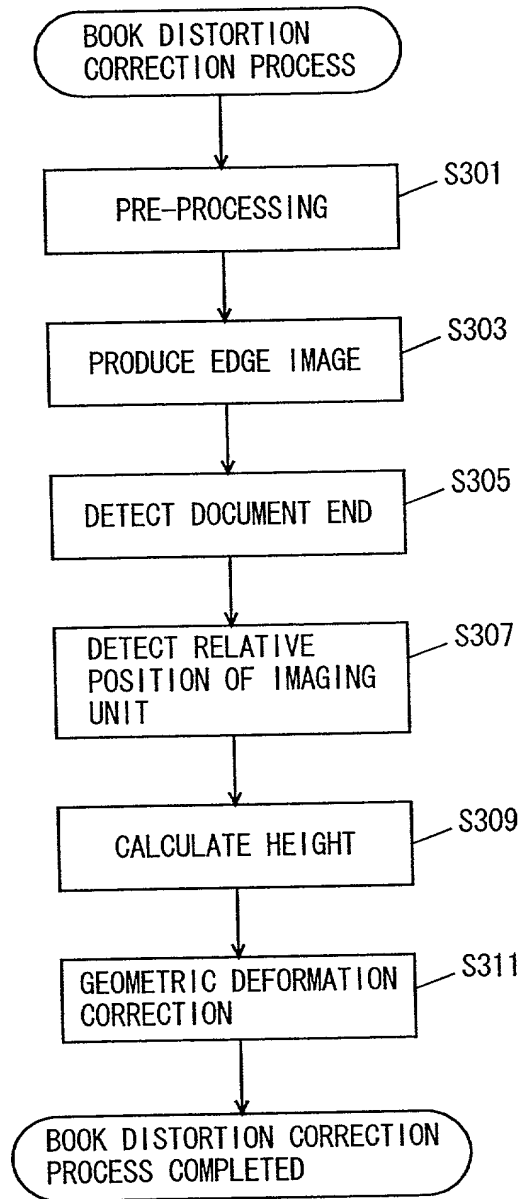 BOOK DISTORTION
CORRECTION PROCESS
S301
PRE-PROCESSING
S303
PRODUCE EDGE IMAGE
S305
DETECT DOCUMENT END
S307
DETECT RELATIVE
POSITION OF IMAGING
UNIT
S309
CALCULATE HEIGHT
S311
GEOMETRIC DEFORMATION
CORRECTION
BOOK DISTORTION CORRECTION
PROCESS COMPLETED